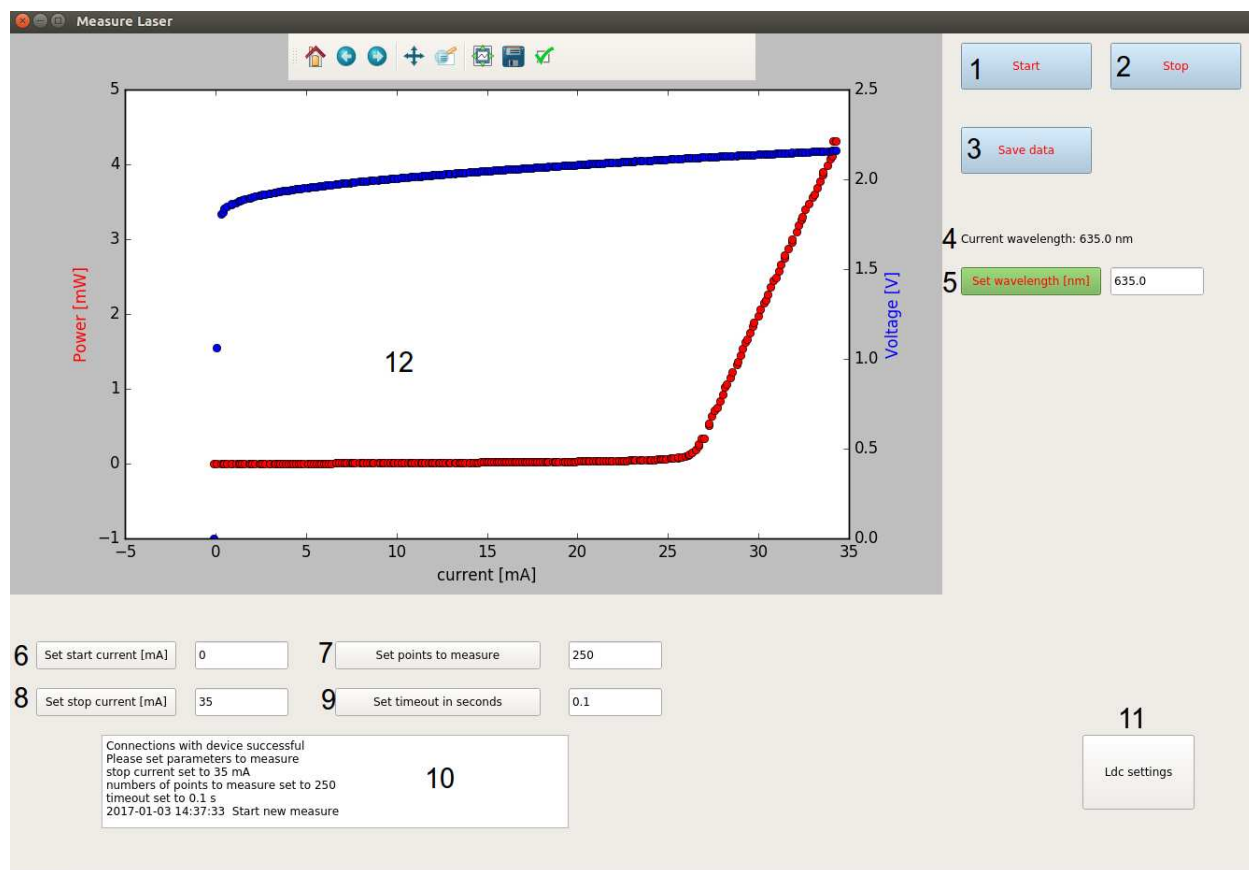 Measure Laser
1 Start
2 Stop
3 Save data
4 Current wavelength: 635.0 nm
5 Set wavelength [nm] 635.0
5
4
3
2
1
0
−1
Power [mW]
2.5
2.0
1.5
1.0
0.5
0.0
Voltage [V]
12
−5 0 5 10 15 20 25 30 35
current [mA]
6 Set start current [mA] 0
7 Set points to measure 250
8 Set stop current [mA] 35
9 Set timeout in seconds 0.1
Connections with device successful
Please set parameters to measure
stop current set to 35 mA
numbers of points to measure set to 250
timeout set to 0.1 s
2017-01-03 14:37:33 Start new measure
10
11
Ldc settings